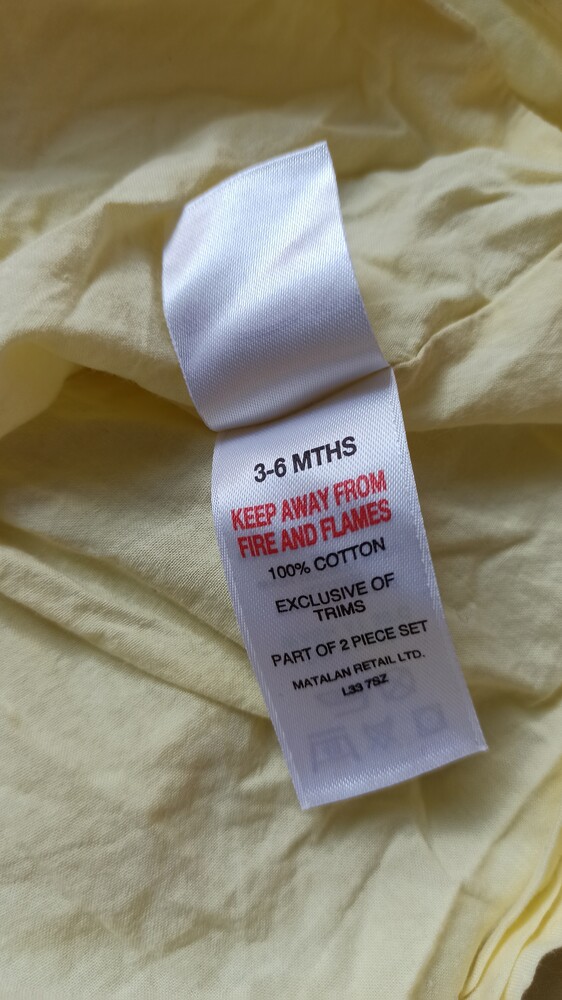 3-6 MTHS
KEEP AWAY FROM
FIRE AND FLAMES
100% COTTON
EXCLUSIVE OF
TRIMS
PART OF 2 PIECE SET
MATALAN RETAIL LTD.
L33 7SZ